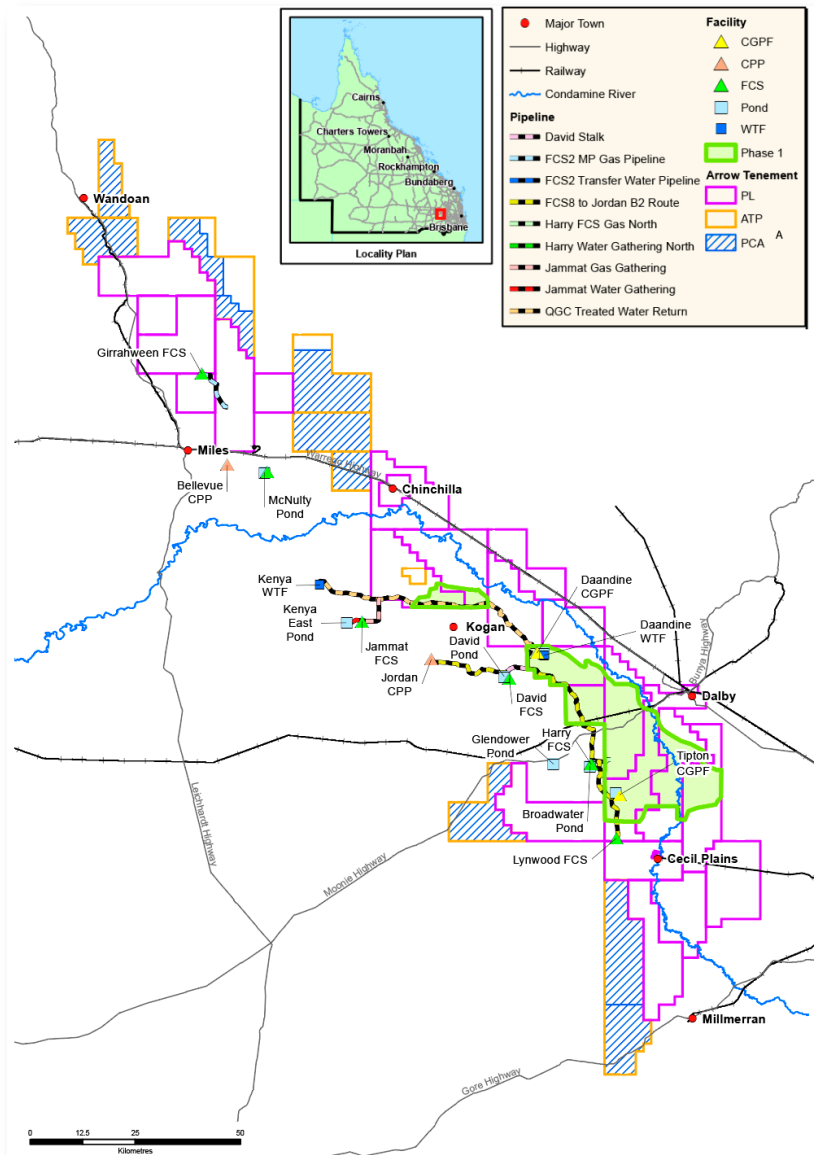 Cairns
Charters Towers
Moranbah
Rockhampton
Bundaberg
Brisbane
Locality Plan
Major Town
Highway
Railway
Condamine River
Pipeline
David Stalk
FCS2 MP Gas Pipeline
FCS2 Transfer Water Pipeline
FCS8 to Jordan B2 Route
Harry FCS Gas North
Harry Water Gathering North
Jammat Gas Gathering
Jammat Water Gathering
QGC Treated Water Return
Facility
CGPF
CPP
FCS
Pond
WTF
Phase 1
Arrow Tenement
PL
ATP
PCA A
Wandoan
Girrahween FCS
Miles
Warrego Highway
Bellevue
CPP
McNulty
Pond
Chinchilla
Kenya
WTF
Kenya
East
Pond
Jammat
FCS
Kogan
David
Pond
Jordan
CPP
David
FCS
Daandine
CGPF
Daandine
WTF
Bunya Highway
Dalby
Glendower
Pond
Harry
FCS
Tipton
CGPF
Broadwater
Pond
Lynwood FCS
Cecil Plains
Leichhardt Highway
Moonie Highway
Millmerran
Gore Highway
0 12.5 25 50
Kilometres